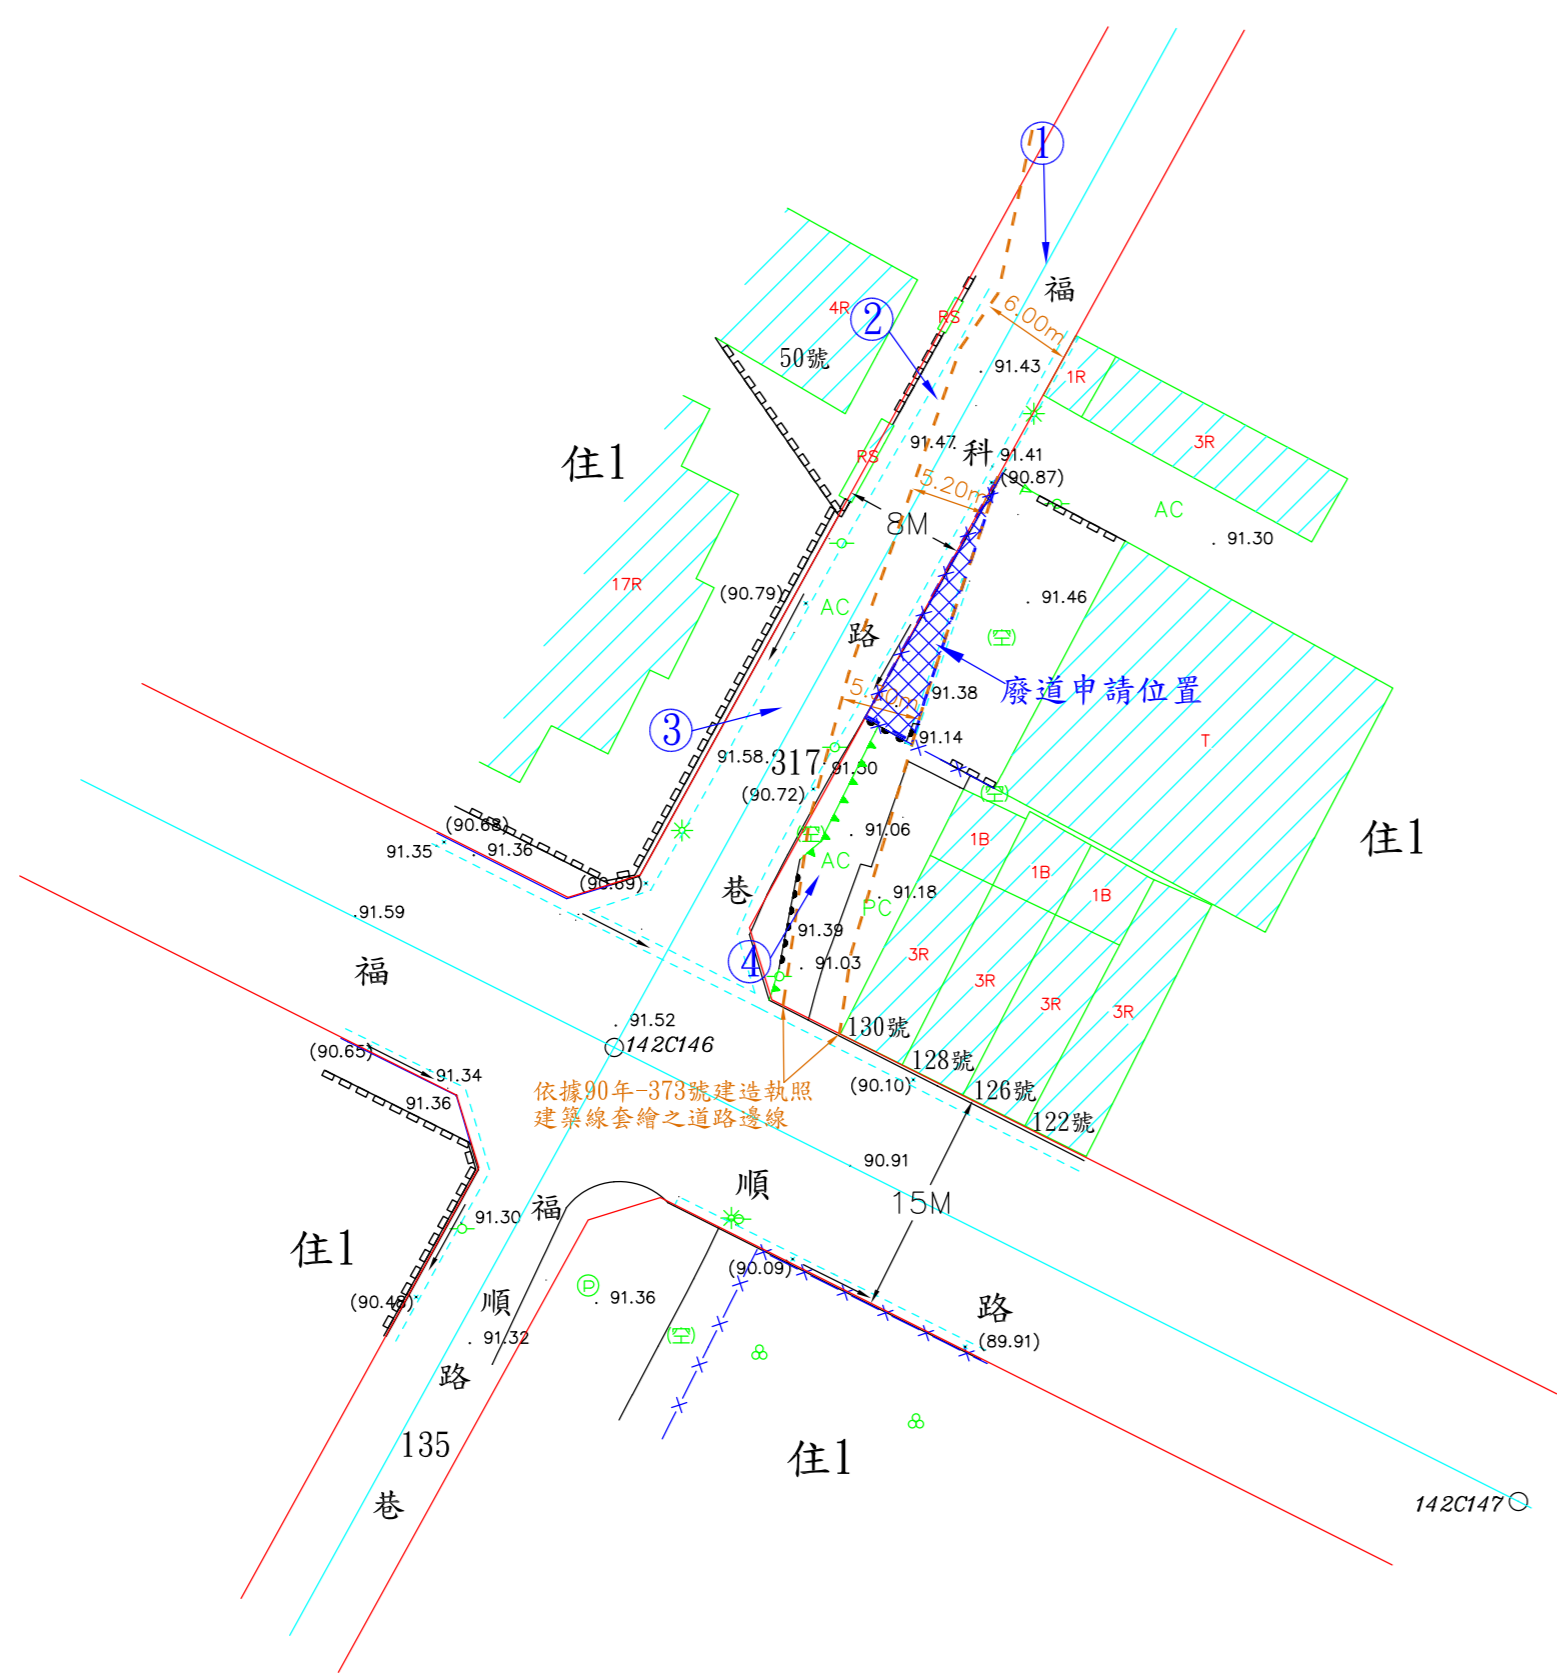 ①
福
6.00m
RS
4R
②
50號
91.43
1R
3R
住1
科
91.47
91.41
(90.87)
RS
5.20m
AC
8M
91.30
17R
(90.79)
AC
91.46
路
(空)
91.38
廢道申請位置
③
91.14
T
91.58
317
91.30
(90.72)
(空)
(90.68)
91.35
91.36
91.06
1B
住1
AC
1B
1B
(90.69)
巷
91.18
PC
91.59
91.39
3R
④
91.03
福
3R
3R
3R
91.52
130號
142C146
128號
(90.65)
91.34
(90.10)
126號
91.36
依據90年-373號建造執照
建築線套繪之道路邊線
122號
90.91
順
15M
福
91.30
住1
(90.09)
P
91.36
(90.48)
順
路
91.32
(空)
(89.91)
路
135
住1
巷
142C147